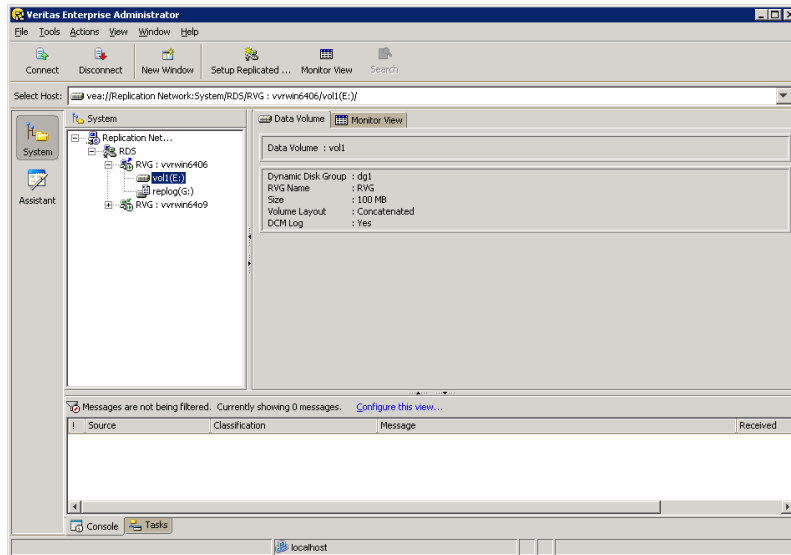 Veritas Enterprise Administrator
File Tools Actions View Window Help
Connect Disconnect New Window Setup Replicated ... Monitor View Search
Select Host: vea://Replication Network:System/RDS/RVG : vvrwin6406/vol1(E:)/
System
Assistant
System
Replication Net...
RDS
RVG : vvrwin6406
vol1(E:)
replog(G:)
RVG : vvrwin64o9
Data Volume Monitor View
Data Volume : vol1
Dynamic Disk Group : dg1
RVG Name : RVG
Size : 100 MB
Volume Layout : Concatenated
DCM Log : Yes
Messages are not being filtered. Currently showing 0 messages. Configure this view...
! Source Classification Message Received
Console Tasks
localhost